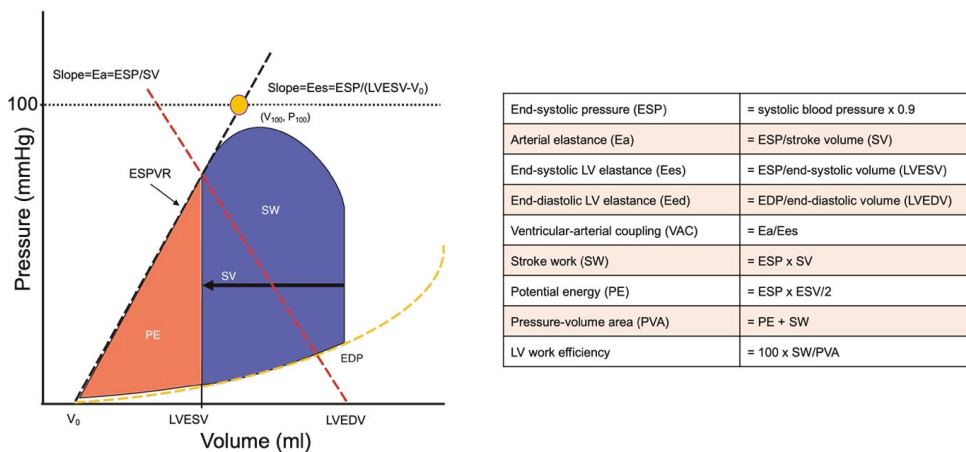 Slope=Ea=ESP/SV
Slope=Ees=ESP/(LVESV-V₀)
100
(V₁₀₀, P₁₀₀)
ESPVR
SW
SV
PE
EDP
Pressure (mmHg)
V₀
LVESV
LVEDV
Volume (ml)
End-systolic pressure (ESP) = systolic blood pressure x 0.9
Arterial elastance (Ea) = ESP/stroke volume (SV)
End-systolic LV elastance (Ees) = ESP/end-systolic volume (LVESV)
End-diastolic LV elastance (Eed) = EDP/end-diastolic volume (LVEDV)
Ventricular-arterial coupling (VAC) = Ea/Ees
Stroke work (SW) = ESP x SV
Potential energy (PE) = ESP x ESV/2
Pressure-volume area (PVA) = PE + SW
LV work efficiency = 100 x SW/PVA